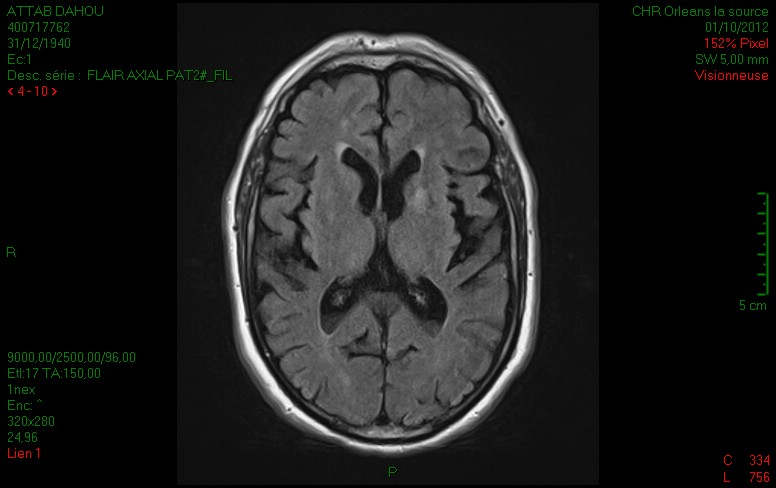 ATTAB DAHOU
400717762
31/12/1940
Ec:1
Desc. série : FLAIR AXIAL PAT2#_FIL
< 4 - 10 >
CHR Orleans la source
01/10/2012
152% Pixel
SW 5,00 mm
Visionneuse
R
5 cm
9000,00/2500,00/96,00
Etl:17 TA:150,00
1nex
Enc: ^
320x280
24,96
Lien 1
P
C 334
L 756